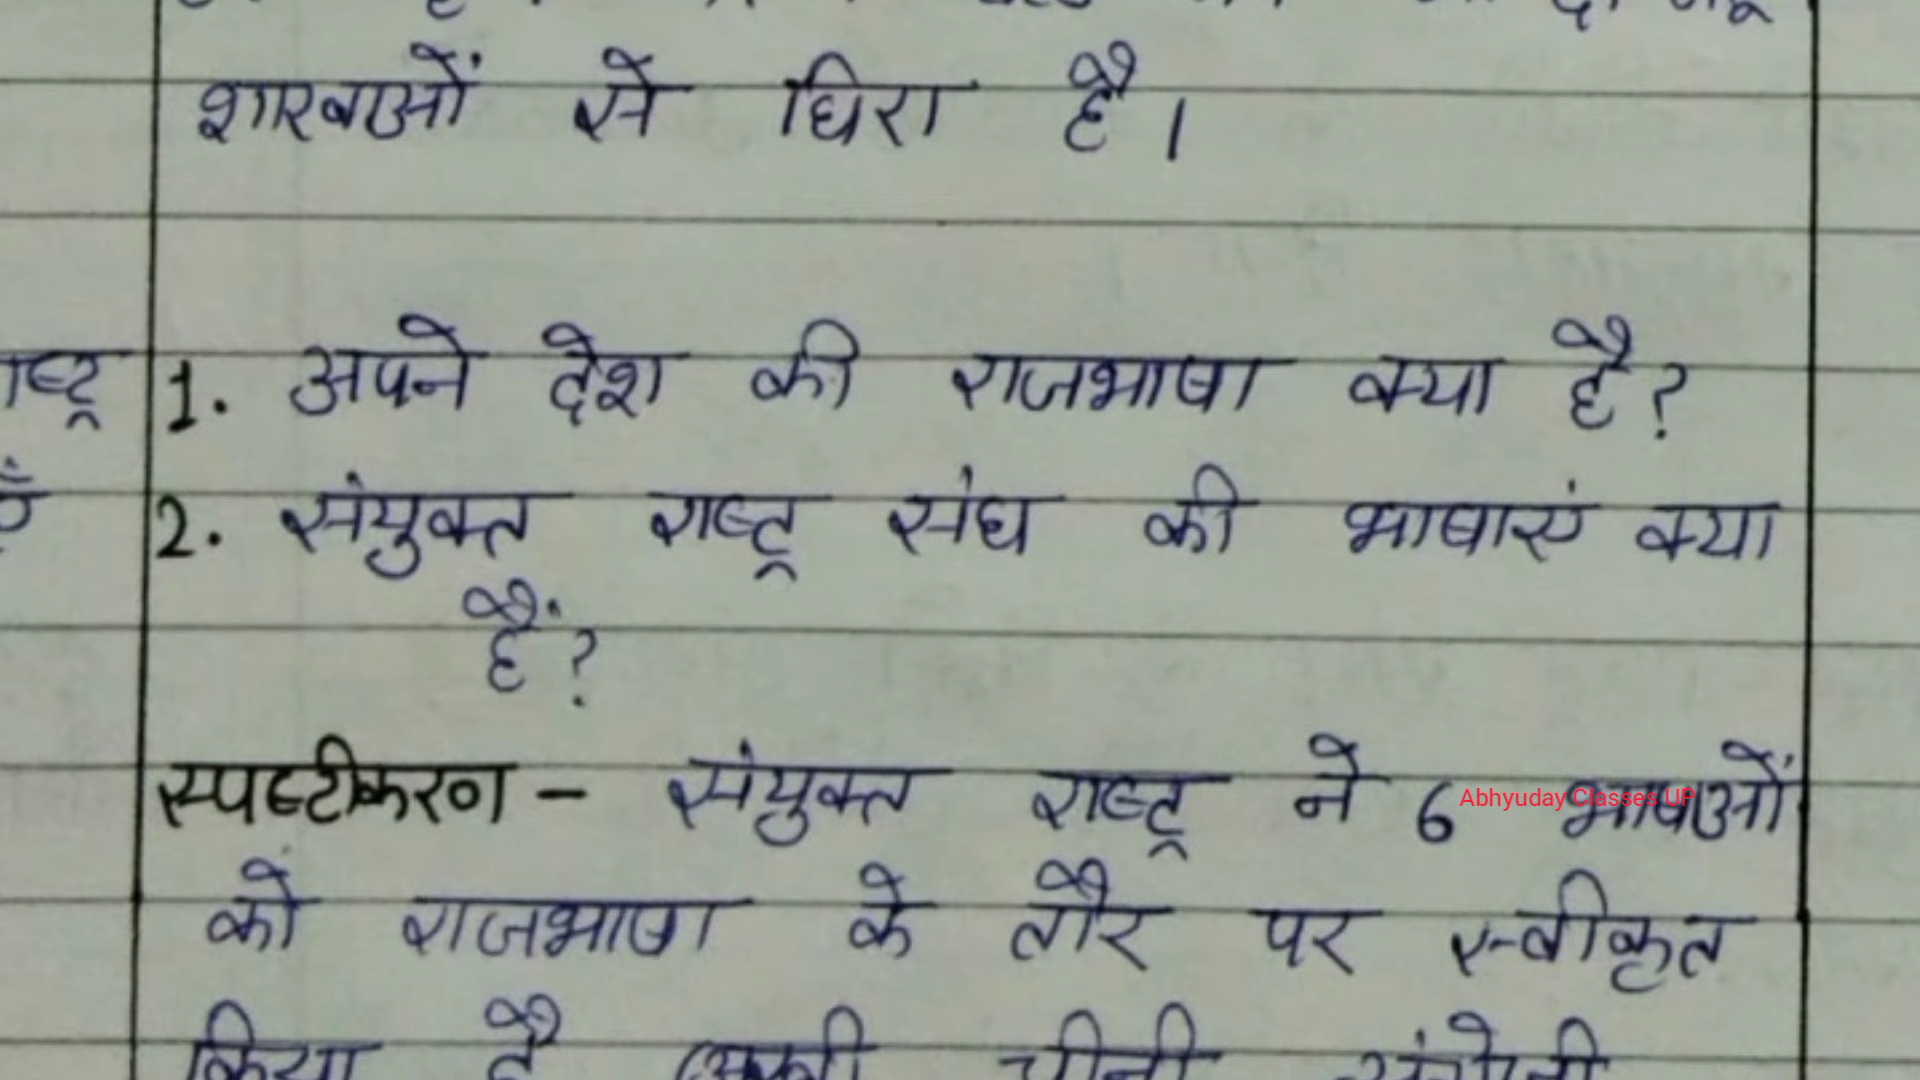 शाखाओं से घिरा है।
ाष्ट्र 1. अपने देश की राजभाषा क्या है?
2. संयुक्त राष्ट्र संघ की भाषाएं क्या
हैं?
स्पष्टीकरण - संयुक्त राष्ट्र ने 6 भाषाओं
Abhyuday Classes UP
को राजभाषा के तौर पर स्वीकृत
किया है चीनी